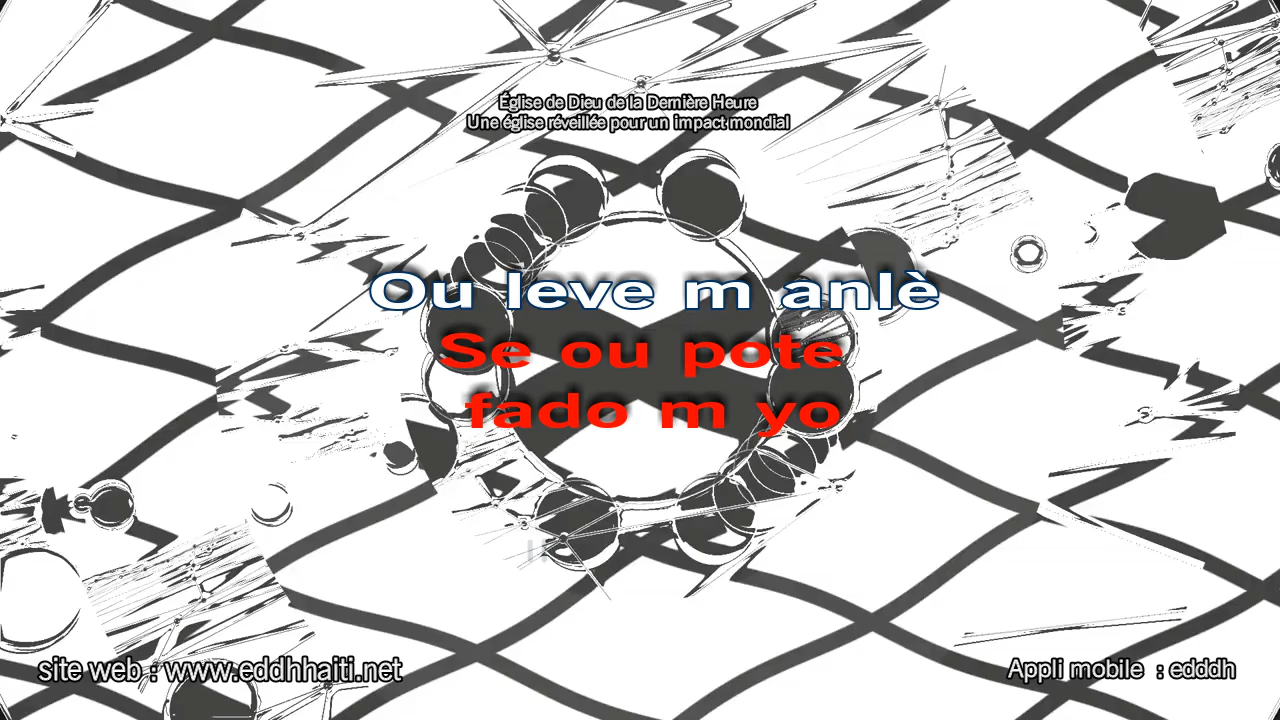 Église de Dieu de la Dernière Heure
Une église réveillée pour un impact mondial
Ou leve m anlè
Se ou pote
fado m yo
site web : www.eddhhaiti.net
Appli mobile : edddh